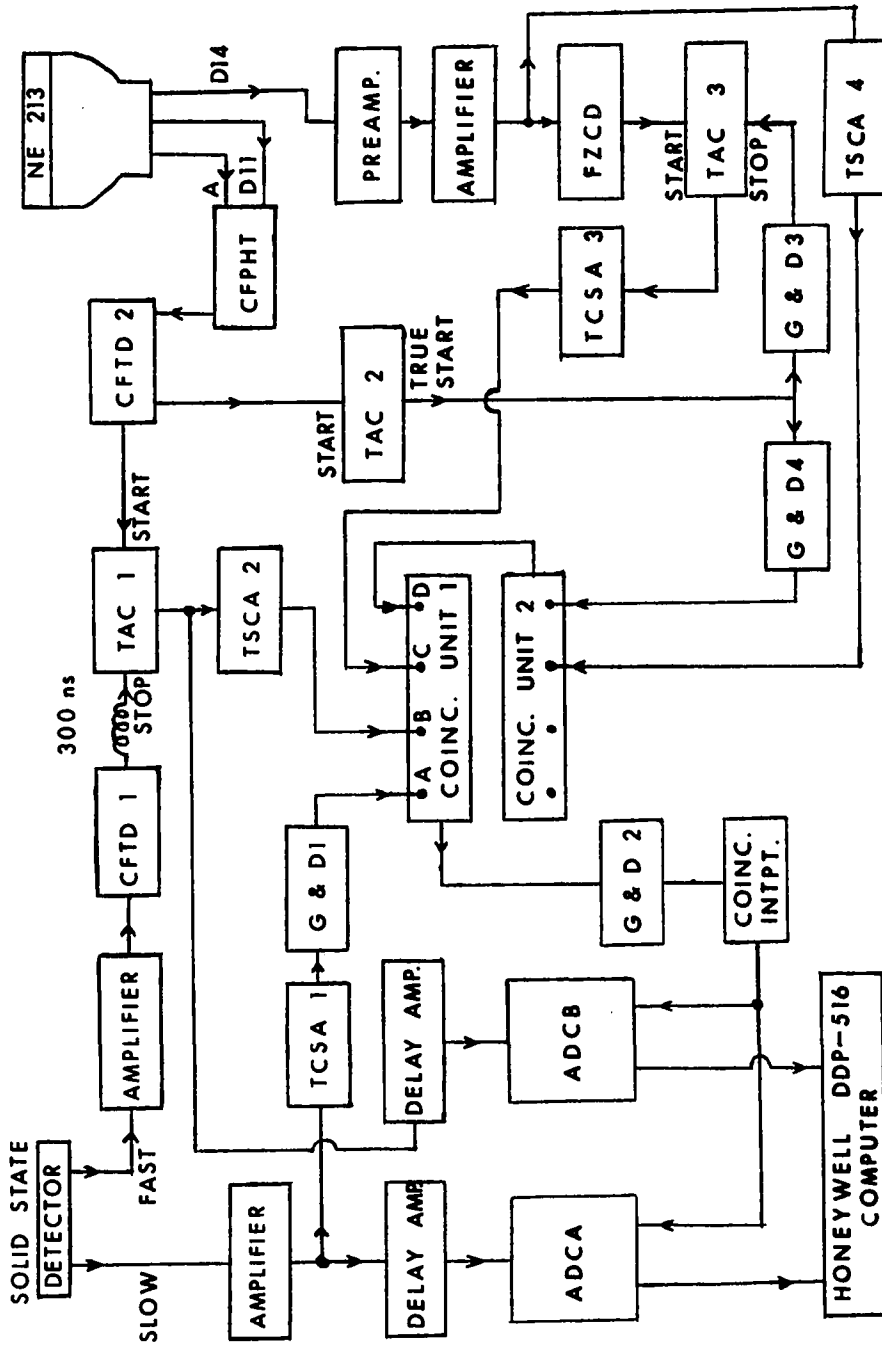 SOLID STATE
DETECTOR
SLOW
FAST
AMPLIFIER
CFTD 1
300 ns
STOP
TAC 1
START
CFTD 2
CFPHT
A
D11
D14
NE 213
AMPLIFIER
TCSA 1
G & D1
TSCA 2
START
TAC 2
TRUE
START
PREAMP.
AMPLIFIER
FZCD
START
TAC 3
STOP
TSCA 4
TCSA 3
G & D3
G & D4
A B C D
COINC. UNIT 1
COINC. UNIT 2
DELAY AMP.
DELAY AMP.
ADCA
ADCB
G & D 2
COINC.
INTPT.
HONEYWELL DDP-516
COMPUTER